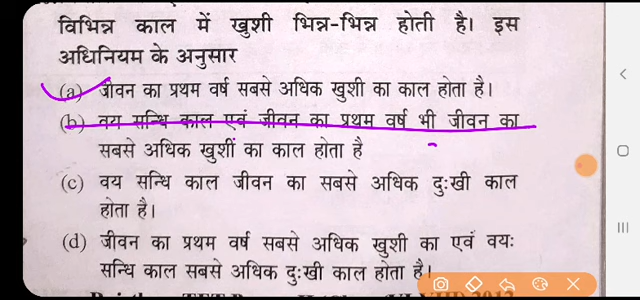 विभिन्न काल में खुशी भिन्न-भिन्न होती है। इस
अधिनियम के अनुसार
(a) जीवन का प्रथम वर्ष सबसे अधिक खुशी का काल होता है।
(b) वय सन्धि काल एवं जीवन का प्रथम वर्ष भी जीवन का
सबसे अधिक खुशी का काल होता है
(c) वय सन्धि काल जीवन का सबसे अधिक दुःखी काल
होता है।
(d) जीवन का प्रथम वर्ष सबसे अधिक खुशी का एवं वयः
सन्धि काल सबसे अधिक दुःखी काल होता है।